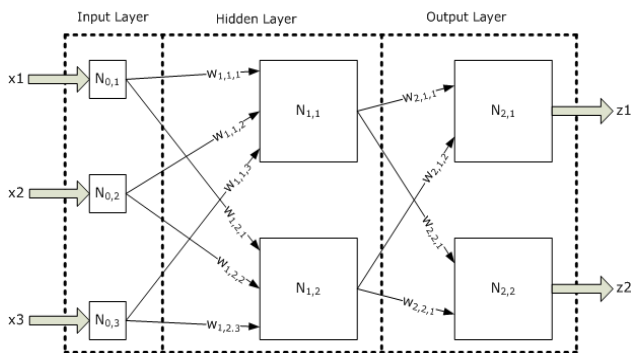 Input Layer
Hidden Layer
Output Layer
x1
N0,1
W1,1,1
N1,1
W2,1,1
N2,1
z1
W1,1,2
W2,1,2
W1,1,3
x2
N0,2
W1,2,1
W2,2,1
W1,2,2
N1,2
N2,2
z2
x3
N0,3
W1,2.3
W2,2,1